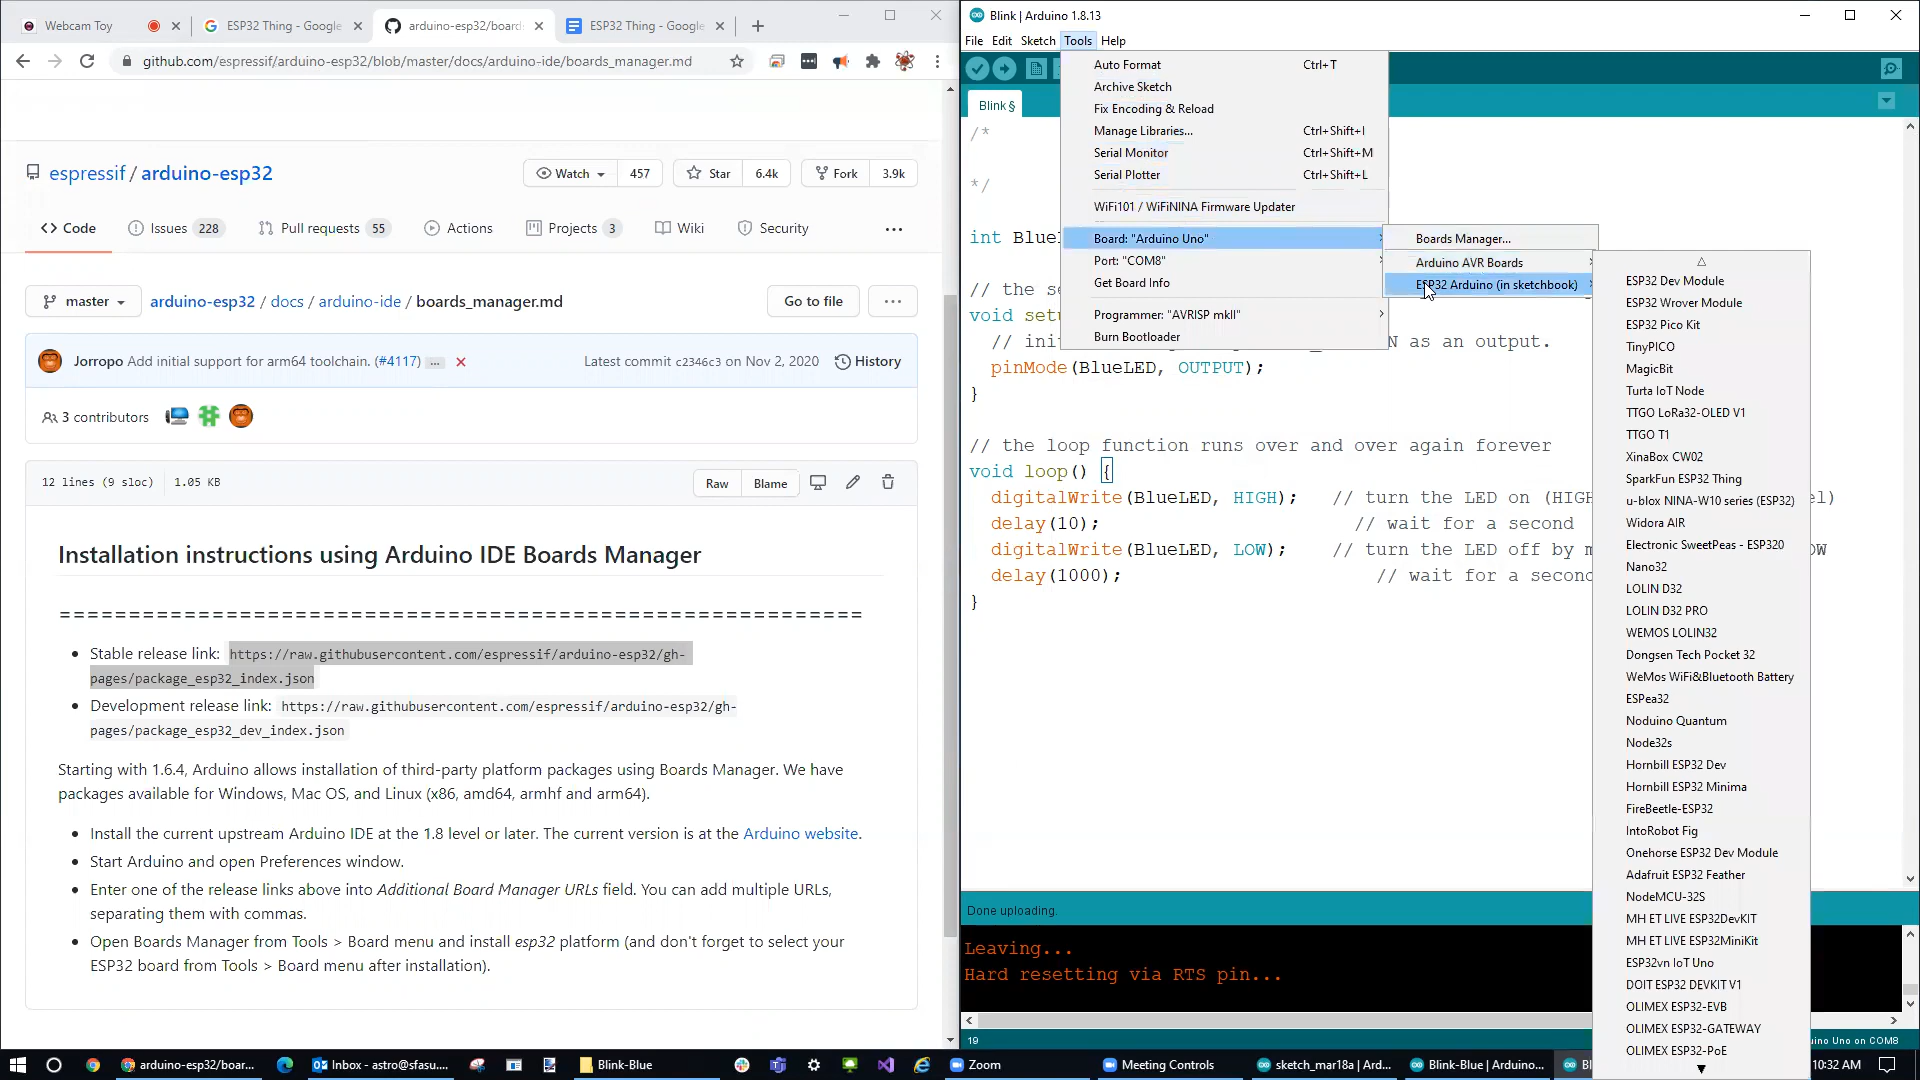 Webcam Toy
ESP32 Thing - Google
arduino-esp32/board
ESP32 Thing - Google
github.com/espressif/arduino-esp32/blob/master/docs/arduino-ide/boards_manager.md
espressif / arduino-esp32
Watch 457 Star 6.4k Fork 3.9k
Code Issues 228 Pull requests 55 Actions Projects 3 Wiki Security ...
master arduino-esp32 / docs / arduino-ide / boards_manager.md Go to file ...
Jorropo Add initial support for arm64 toolchain. (#4117) ... Latest commit c2346c3 on Nov 2, 2020 History
3 contributors
12 lines (9 sloc) 1.05 KB Raw Blame
Installation instructions using Arduino IDE Boards Manager
==========================================================
• Stable release link: https://raw.githubusercontent.com/espressif/arduino-esp32/gh-
pages/package_esp32_index.json
• Development release link: https://raw.githubusercontent.com/espressif/arduino-esp32/gh-
pages/package_esp32_dev_index.json
Starting with 1.6.4, Arduino allows installation of third-party platform packages using Boards Manager. We have
packages available for Windows, Mac OS, and Linux (x86, amd64, armhf and arm64).
• Install the current upstream Arduino IDE at the 1.8 level or later. The current version is at the Arduino website.
• Start Arduino and open Preferences window.
• Enter one of the release links above into Additional Board Manager URLs field. You can add multiple URLs,
separating them with commas.
• Open Boards Manager from Tools > Board menu and install esp32 platform (and don't forget to select your
ESP32 board from Tools > Board menu after installation).
Blink | Arduino 1.8.13
File Edit Sketch Tools Help
Blink §
/*
*/
int BlueL
// the se
void setu
// ini N as an output.
pinMode(BlueLED, OUTPUT);
}
// the loop function runs over and over again forever
void loop() {
digitalWrite(BlueLED, HIGH); // turn the LED on (HIGH el)
delay(10); // wait for a second
digitalWrite(BlueLED, LOW); // turn the LED off by m OW
delay(1000); // wait for a second
}
Auto Format Ctrl+T
Archive Sketch
Fix Encoding & Reload
Manage Libraries... Ctrl+Shift+I
Serial Monitor Ctrl+Shift+M
Serial Plotter Ctrl+Shift+L
WiFi101 / WiFiNINA Firmware Updater
Board: "Arduino Uno"
Port: "COM8"
Get Board Info
Programmer: "AVRISP mkII"
Burn Bootloader
Boards Manager...
Arduino AVR Boards
ESP32 Arduino (in sketchbook)
ESP32 Dev Module
ESP32 Wrover Module
ESP32 Pico Kit
TinyPICO
MagicBit
Turta IoT Node
TTGO LoRa32-OLED V1
TTGO T1
XinaBox CW02
SparkFun ESP32 Thing
u-blox NINA-W10 series (ESP32)
Widora AIR
Electronic SweetPeas - ESP320
Nano32
LOLIN D32
LOLIN D32 PRO
WEMOS LOLIN32
Dongsen Tech Pocket 32
WeMos WiFi&Bluetooth Battery
ESPea32
Noduino Quantum
Node32s
Hornbill ESP32 Dev
Hornbill ESP32 Minima
FireBeetle-ESP32
IntoRobot Fig
Onehorse ESP32 Dev Module
Adafruit ESP32 Feather
NodeMCU-32S
MH ET LIVE ESP32DevKIT
MH ET LIVE ESP32MiniKit
ESP32vn IoT Uno
DOIT ESP32 DEVKIT V1
OLIMEX ESP32-EVB
OLIMEX ESP32-GATEWAY
OLIMEX ESP32-PoE
Done uploading.
Leaving...
Hard resetting via RTS pin...
19 uino Uno on COM8
arduino-esp32/boar... Inbox - astro@sfasu.... Blink-Blue Zoom Meeting Controls sketch_mar18a | Ard... Blink-Blue | Arduino... Bl 10:32 AM